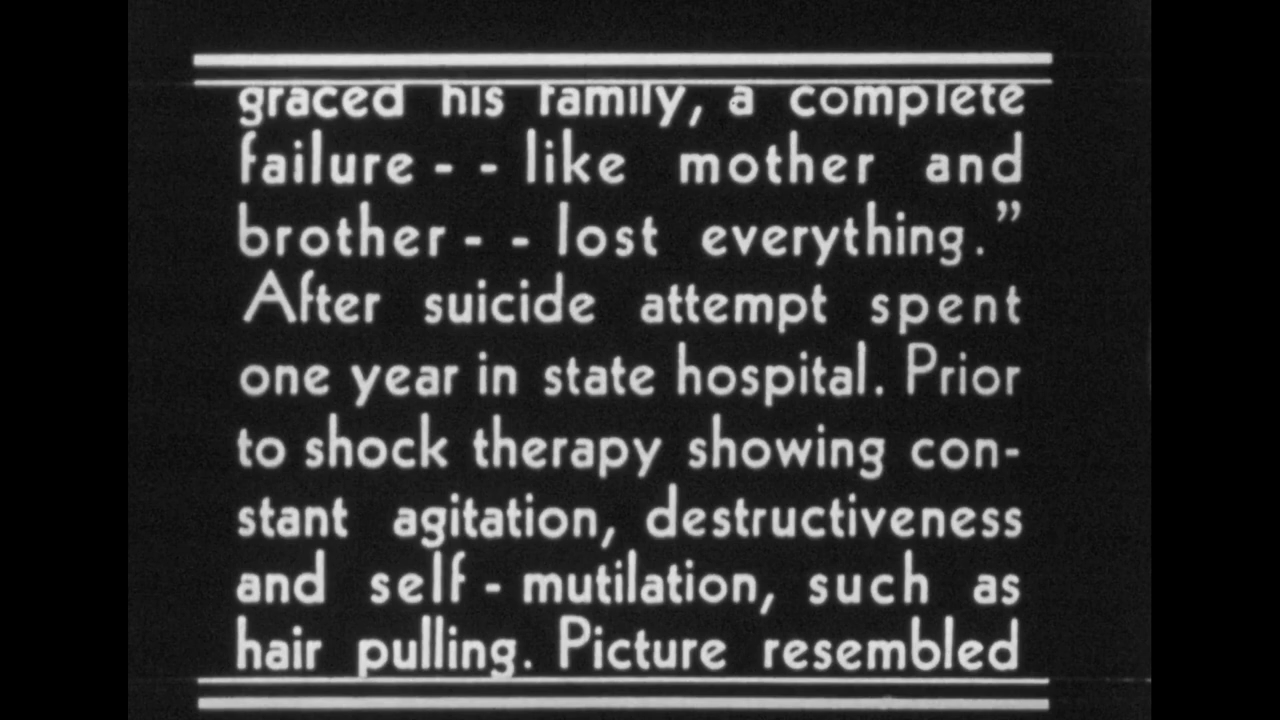 graced his family, a complete
failure - - like mother and
brother - - lost everything.”
After suicide attempt spent
one year in state hospital. Prior
to shock therapy showing con-
stant agitation, destructiveness
and self - mutilation, such as
hair pulling. Picture resembled